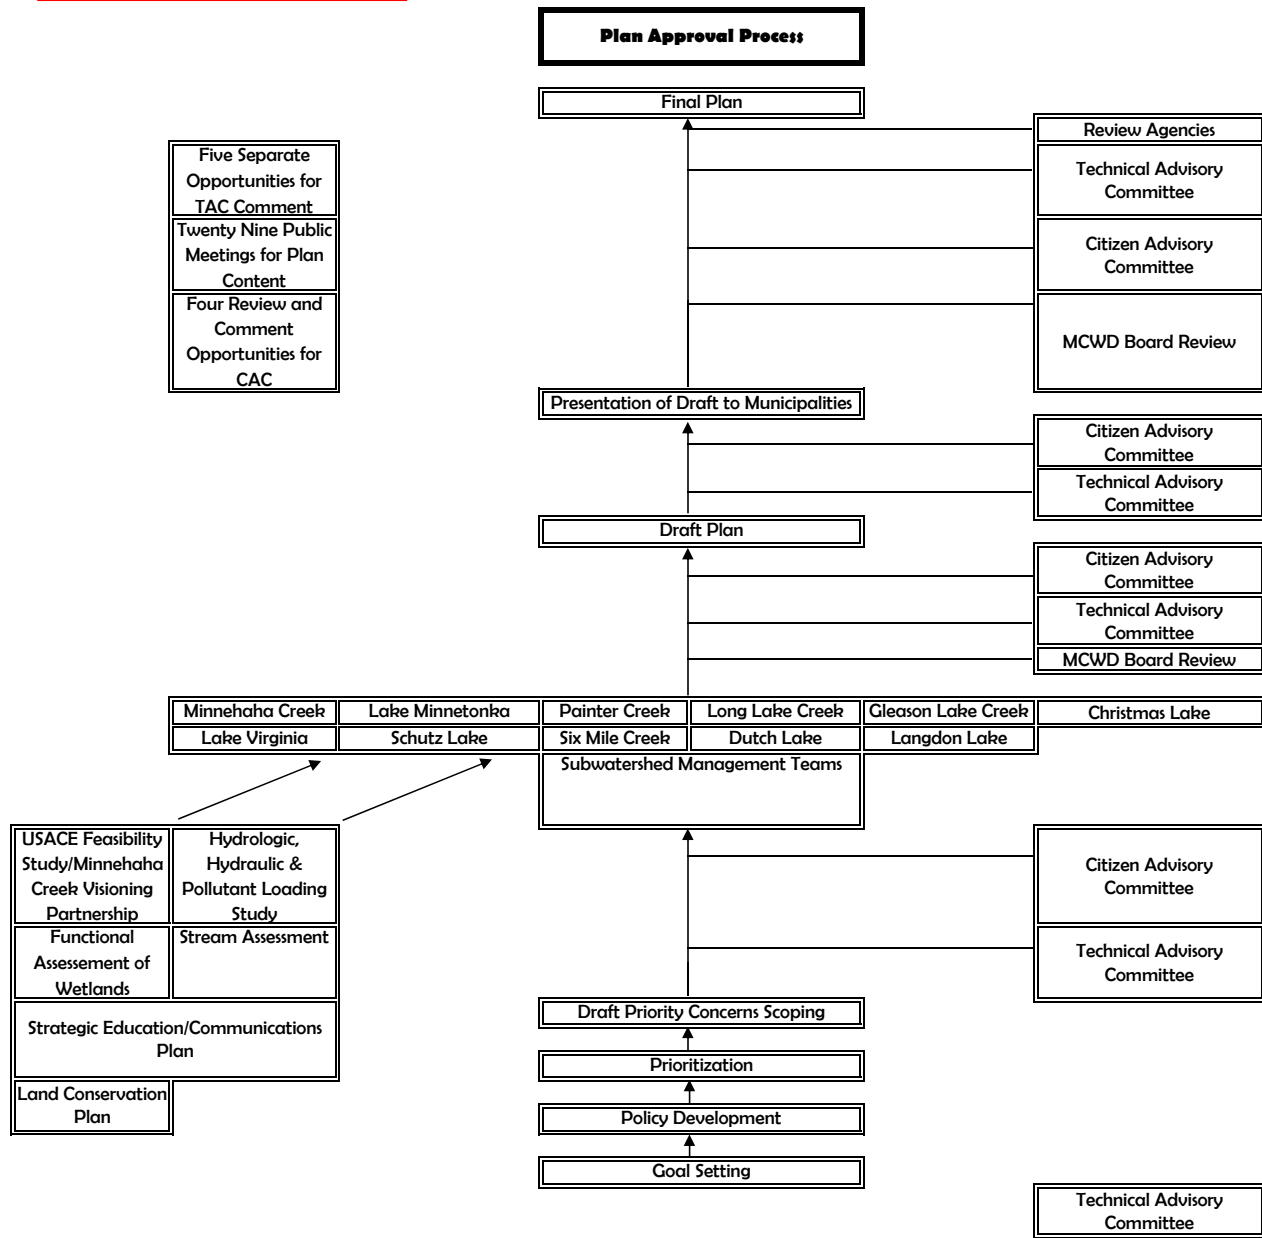 Plan Approval Process
Final Plan
Review Agencies
Five Separate
Opportunities for
TAC Comment
Technical Advisory
Committee
Twenty Nine Public
Meetings for Plan
Content
Citizen Advisory
Committee
Four Review and
Comment
Opportunities for
CAC
MCWD Board Review
Presentation of Draft to Municipalities
Citizen Advisory
Committee
Technical Advisory
Committee
Draft Plan
Citizen Advisory
Committee
Technical Advisory
Committee
MCWD Board Review
Minnehaha Creek
Lake Minnetonka
Painter Creek
Long Lake Creek
Gleason Lake Creek
Christmas Lake
Lake Virginia
Schutz Lake
Six Mile Creek
Dutch Lake
Langdon Lake
Subwatershed Management Teams
USACE Feasibility
Study/Minnehaha
Creek Visioning
Partnership
Hydrologic,
Hydraulic &
Pollutant Loading
Study
Citizen Advisory
Committee
Functional
Assessement of
Wetlands
Stream Assessment
Technical Advisory
Committee
Strategic Education/Communications
Plan
Draft Priority Concerns Scoping
Prioritization
Land Conservation
Plan
Policy Development
Goal Setting
Technical Advisory
Committee